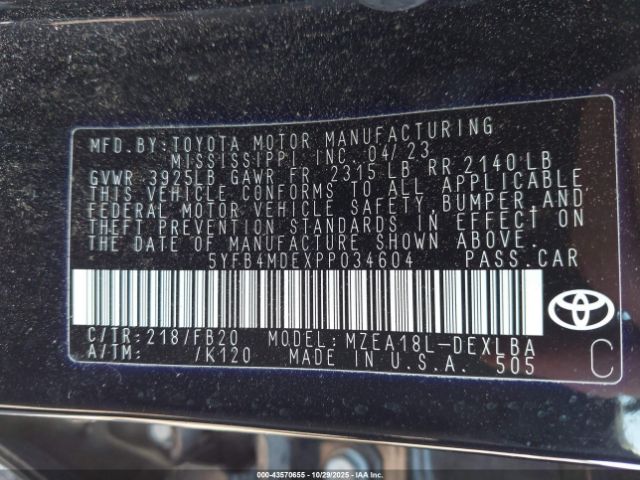 MFD.BY:TOYOTA MOTOR MANUFACTURING
MISSISSIPPI INC. 04/23
GVWR 3925LB GAWR FR 2315 LB RR 2140LB
THIS VEHICLE CONFORMS TO ALL APPLICABLE
FEDERAL MOTOR VEHICLE SAFETY, BUMPER,AND
THEFT PREVENTION STANDARDS IN EFFECT ON
THE DATE OF MANUFACTURE SHOWN ABOVE.
5YFB4MDEXPP034604 PASS.CAR
C/TR:218/FB20 MODEL:MZEA18L-DEXLBA
A/TM: /K120 MADE IN U.S.A. 505
TOYOTA
C
000-43570655 - 10/29/2025 - IAA Inc.